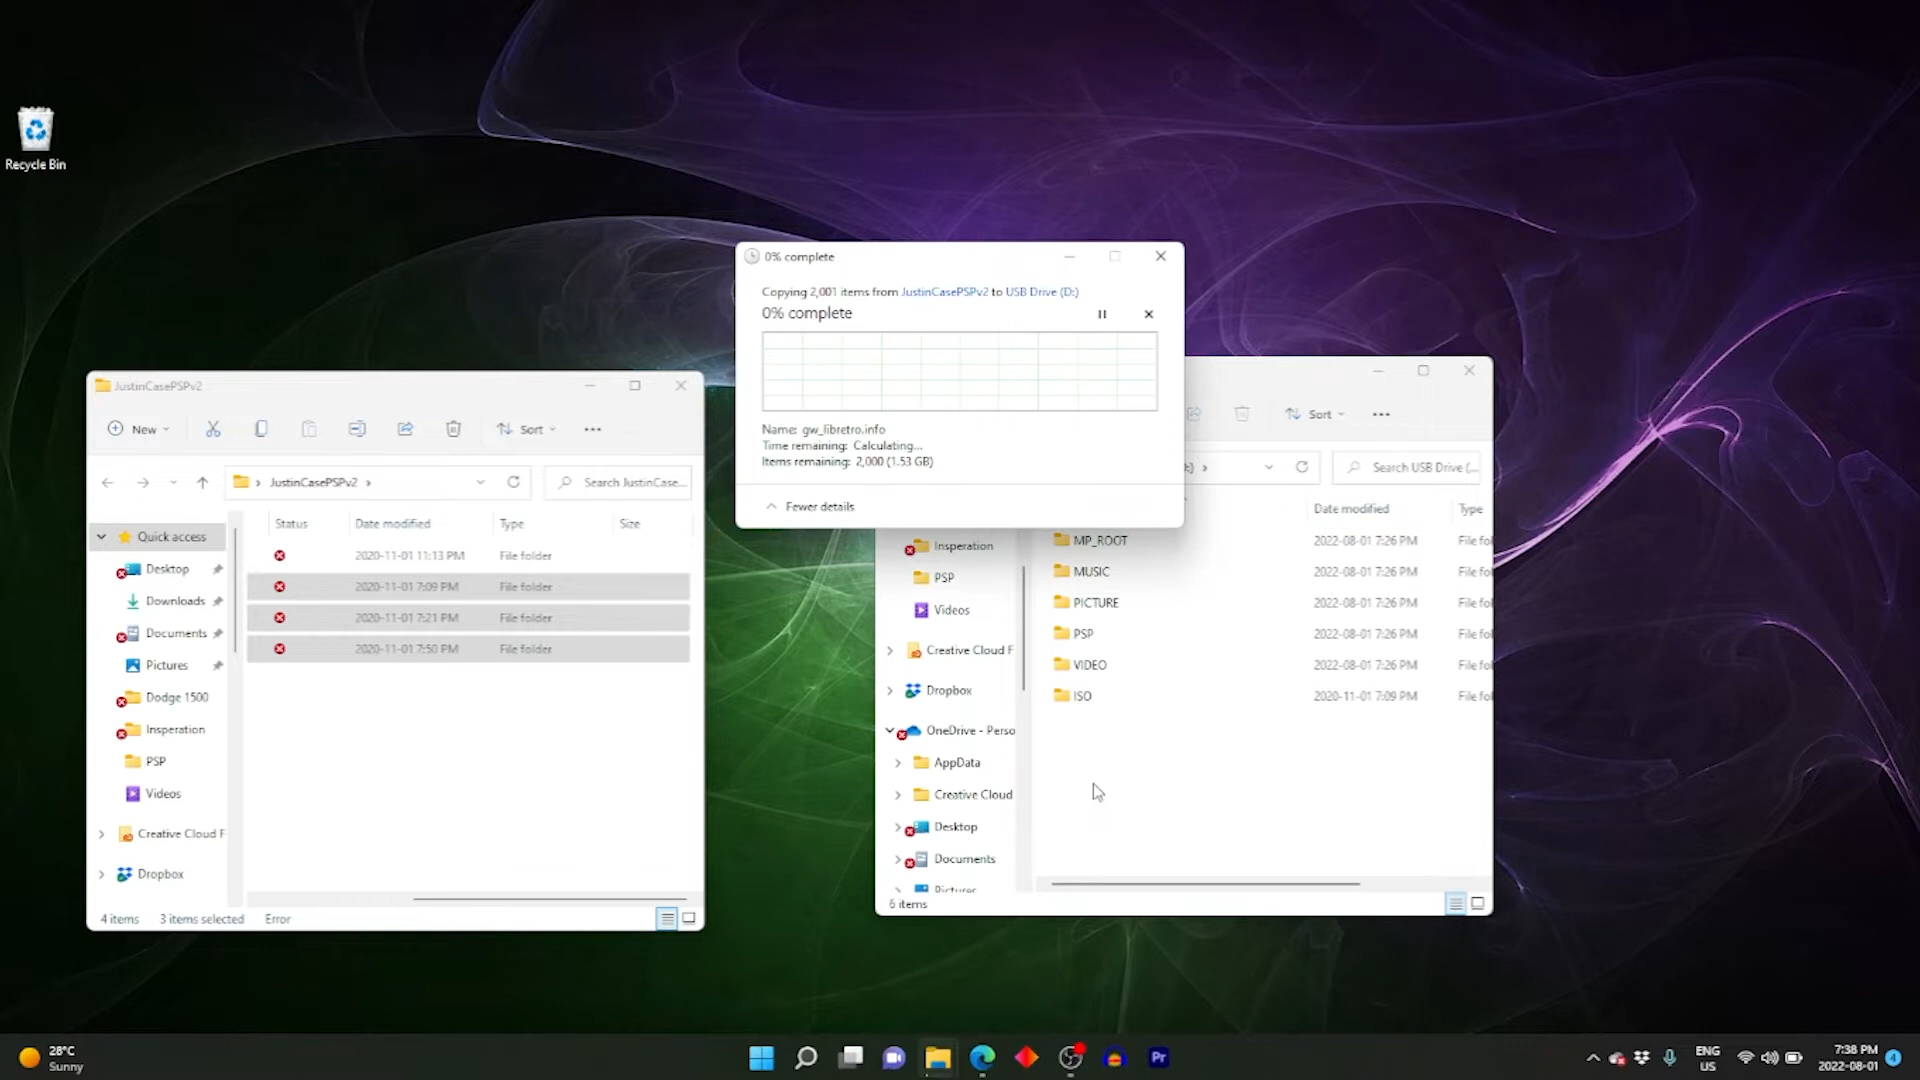 Recycle Bin
0% complete
Copying 2,001 items from JustinCasePSPv2 to USB Drive (D:)
0% complete
Name: gw_libretro.info
Time remaining: Calculating...
Items remaining: 2,000 (1.53 GB)
Fewer details
JustinCasePSPv2
New
Sort
JustinCasePSPv2
Search JustinCase...
Status Date modified Type Size
2020-11-01 11:13 PM File folder
2020-11-01 7:09 PM File folder
2020-11-01 7:21 PM File folder
2020-11-01 7:50 PM File folder
Quick access
Desktop
Downloads
Documents
Pictures
Dodge 1500
Insperation
PSP
Videos
Creative Cloud F
Dropbox
4 items 3 items selected Error
Sort
Search USB Drive (...
Date modified Type
MP_ROOT 2022-08-01 7:26 PM File fol
MUSIC 2022-08-01 7:26 PM File fol
PICTURE 2022-08-01 7:26 PM File fol
PSP 2022-08-01 7:26 PM File fol
VIDEO 2022-08-01 7:26 PM File fol
ISO 2020-11-01 7:09 PM File fol
Insperation
PSP
Videos
Creative Cloud F
Dropbox
OneDrive - Perso
AppData
Creative Cloud
Desktop
Documents
Pictures
6 items
28°C
Sunny
Pr
ENG
US
7:38 PM
2022-08-01
4